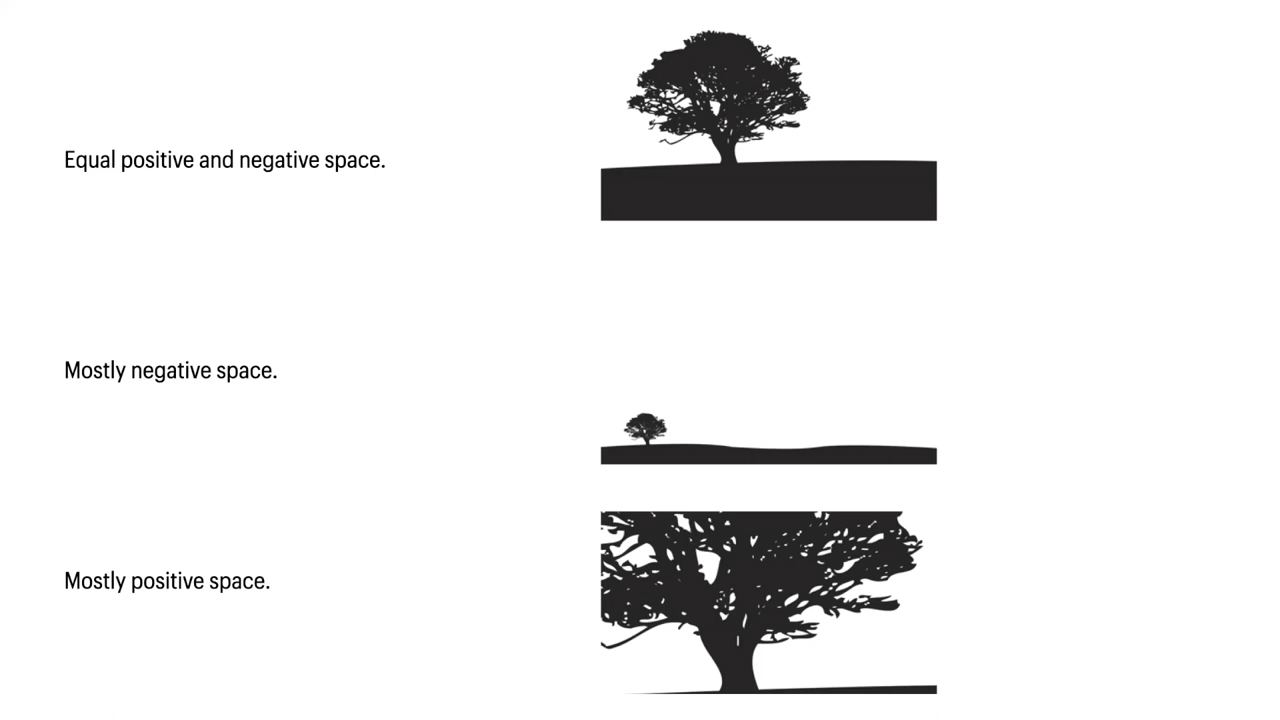 Equal positive and negative space.
Mostly negative space.
Mostly positive space.